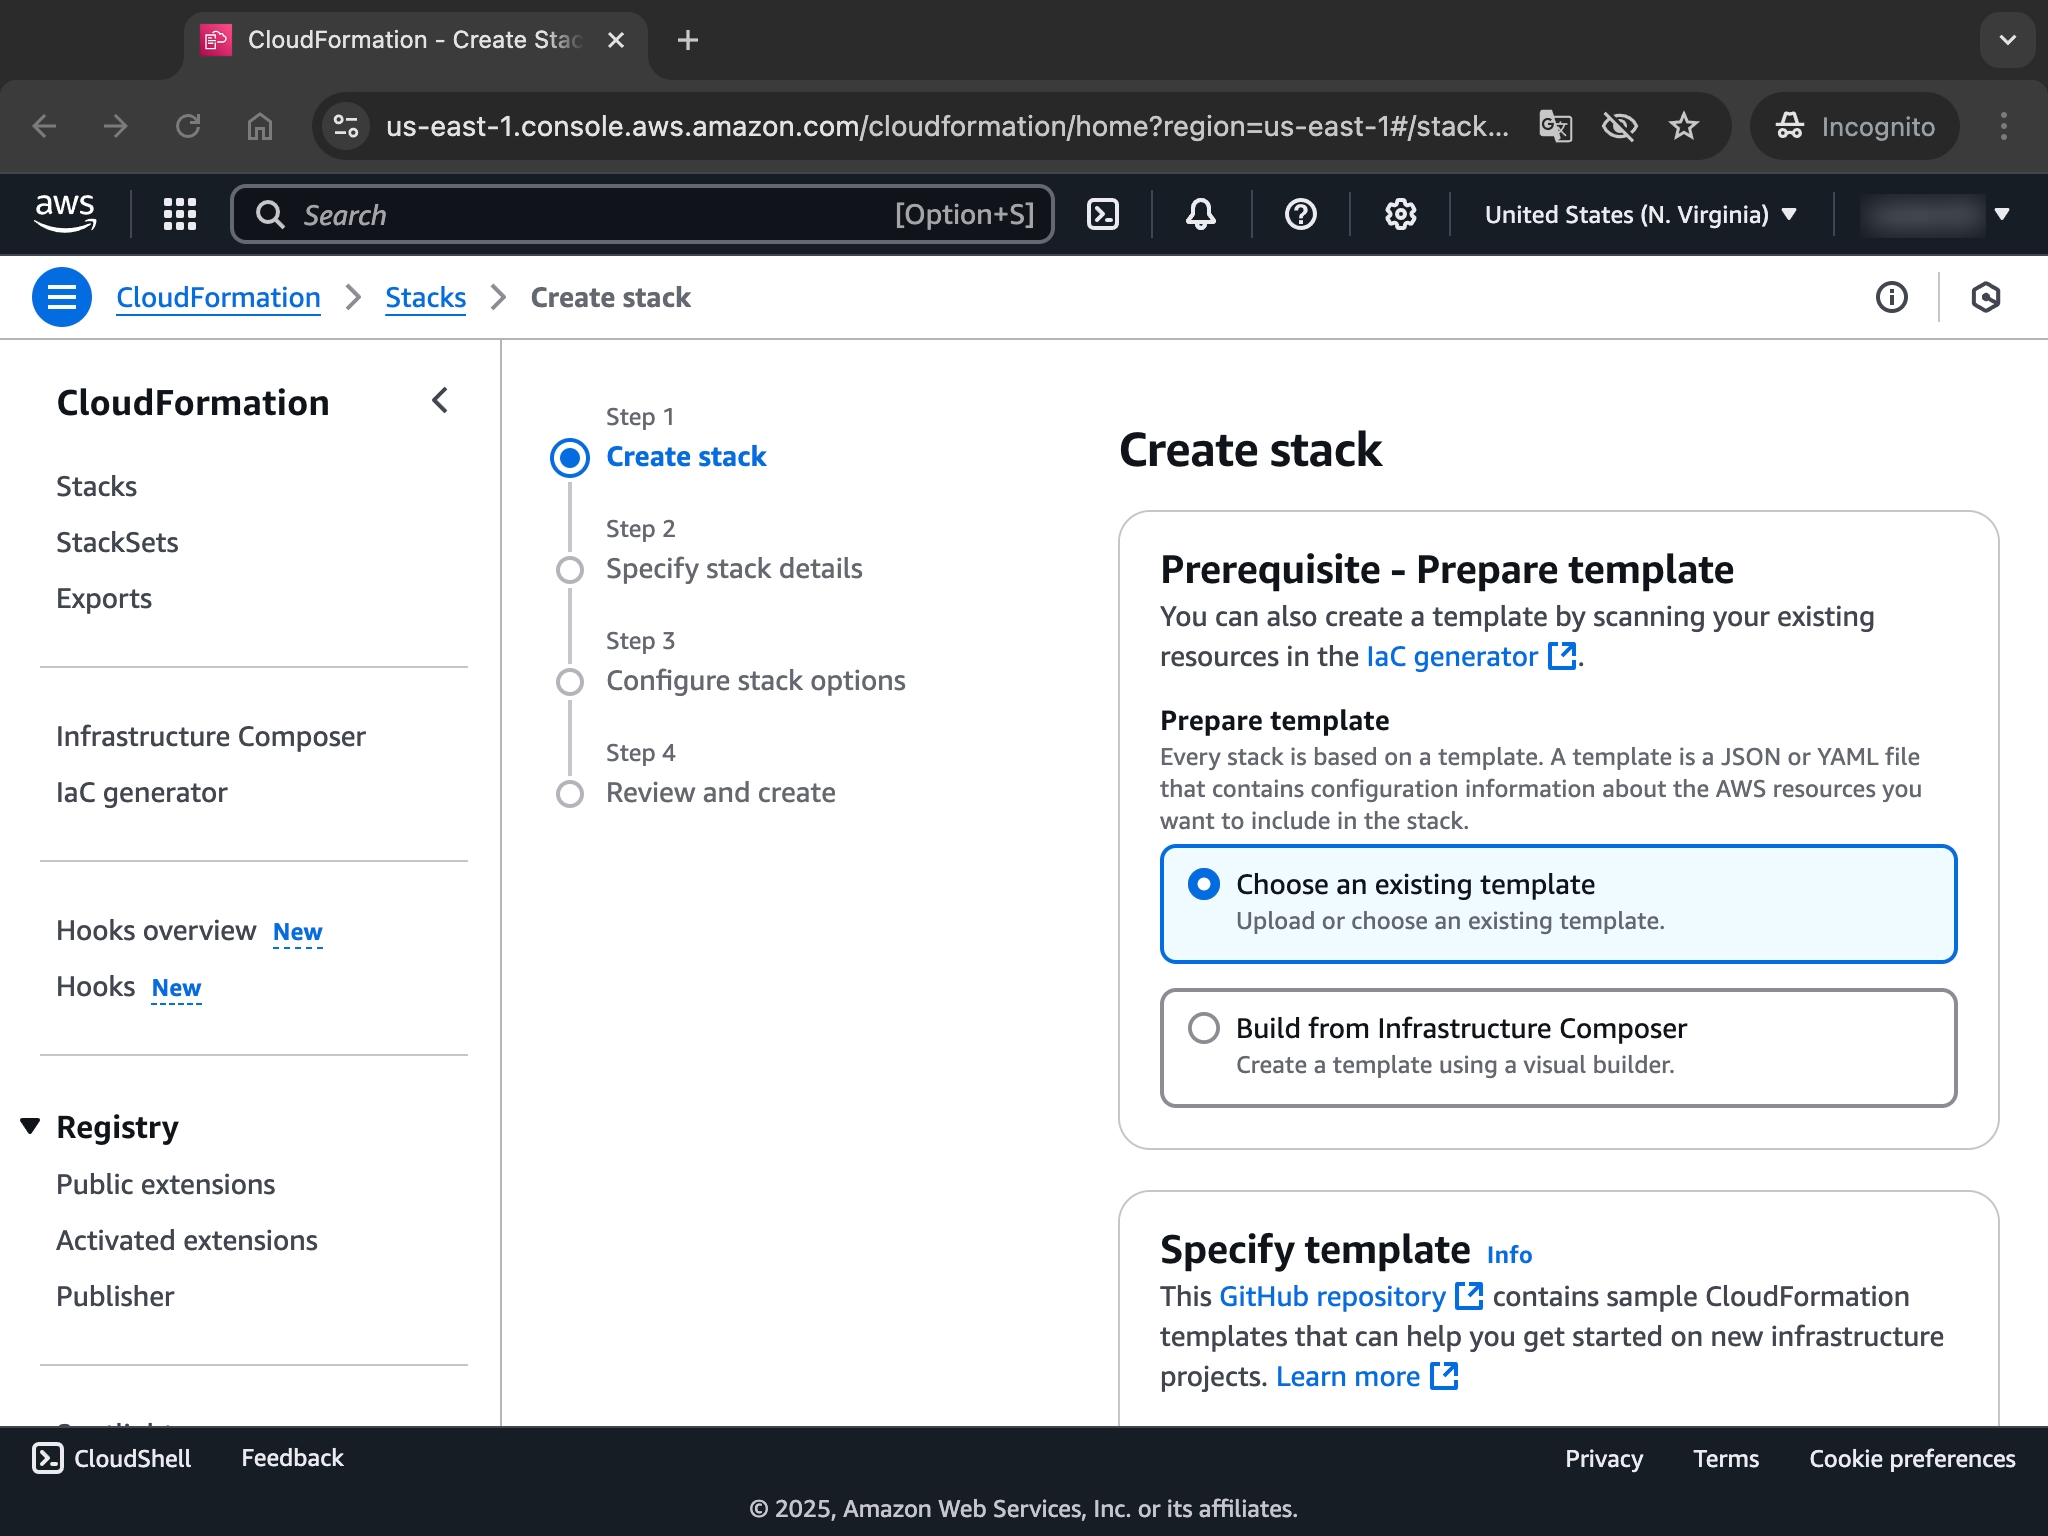 CloudFormation - Create Stac
us-east-1.console.aws.amazon.com/cloudformation/home?region=us-east-1#/stack...
Incognito
aws
Search
[Option+S]
United States (N. Virginia)
CloudFormation
Stacks
Create stack
CloudFormation
Stacks
StackSets
Exports
Infrastructure Composer
IaC generator
Hooks overview New
Hooks New
Registry
Public extensions
Activated extensions
Publisher
Step 1
Create stack
Step 2
Specify stack details
Step 3
Configure stack options
Step 4
Review and create
Create stack
Prerequisite - Prepare template
You can also create a template by scanning your existing
resources in the IaC generator.
Prepare template
Every stack is based on a template. A template is a JSON or YAML file
that contains configuration information about the AWS resources you
want to include in the stack.
Choose an existing template
Upload or choose an existing template.
Build from Infrastructure Composer
Create a template using a visual builder.
Specify template Info
This GitHub repository contains sample CloudFormation
templates that can help you get started on new infrastructure
projects. Learn more
CloudShell
Feedback
Privacy
Terms
Cookie preferences
© 2025, Amazon Web Services, Inc. or its affiliates.